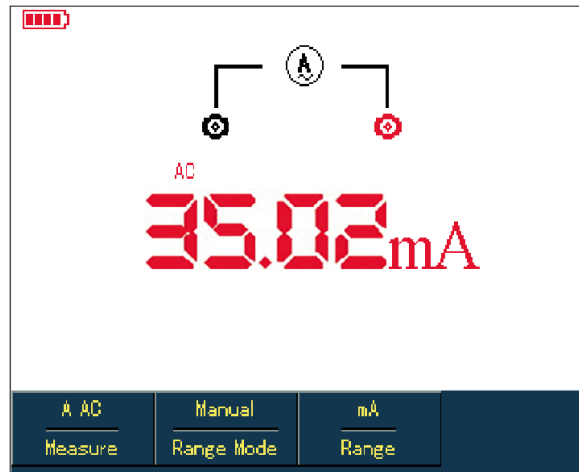 A
AC
35.02mA
A AC Manual mA
Measure Range Mode Range